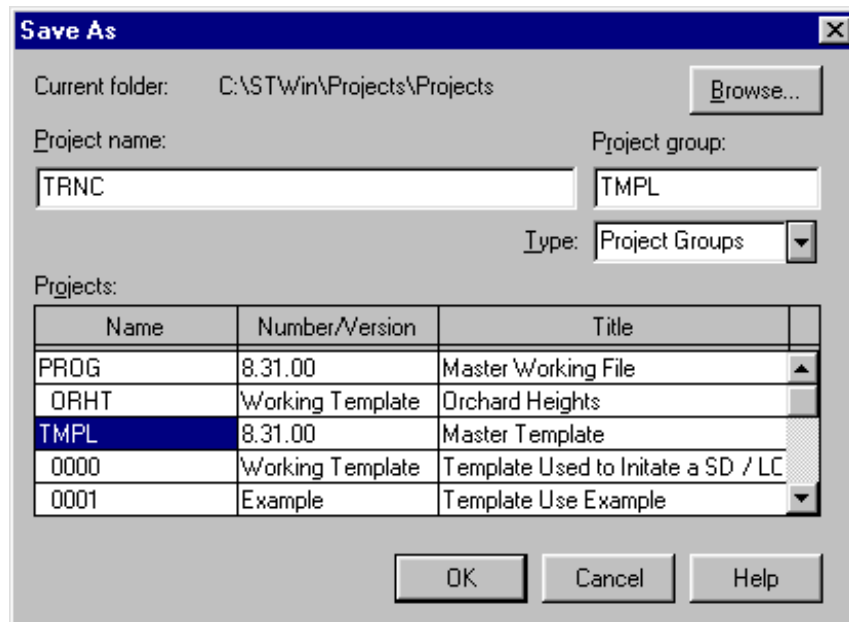 Save As
Current folder: C:\STWin\Projects\Projects Browse...
Project name: Project group:
TRNC TMPL
Type: Project Groups
Projects:
Name Number/Version Title
PROG 8.31.00 Master Working File
ORHT Working Template Orchard Heights
TMPL 8.31.00 Master Template
0000 Working Template Template Used to Initate a SD / LC
0001 Example Template Use Example
OK Cancel Help